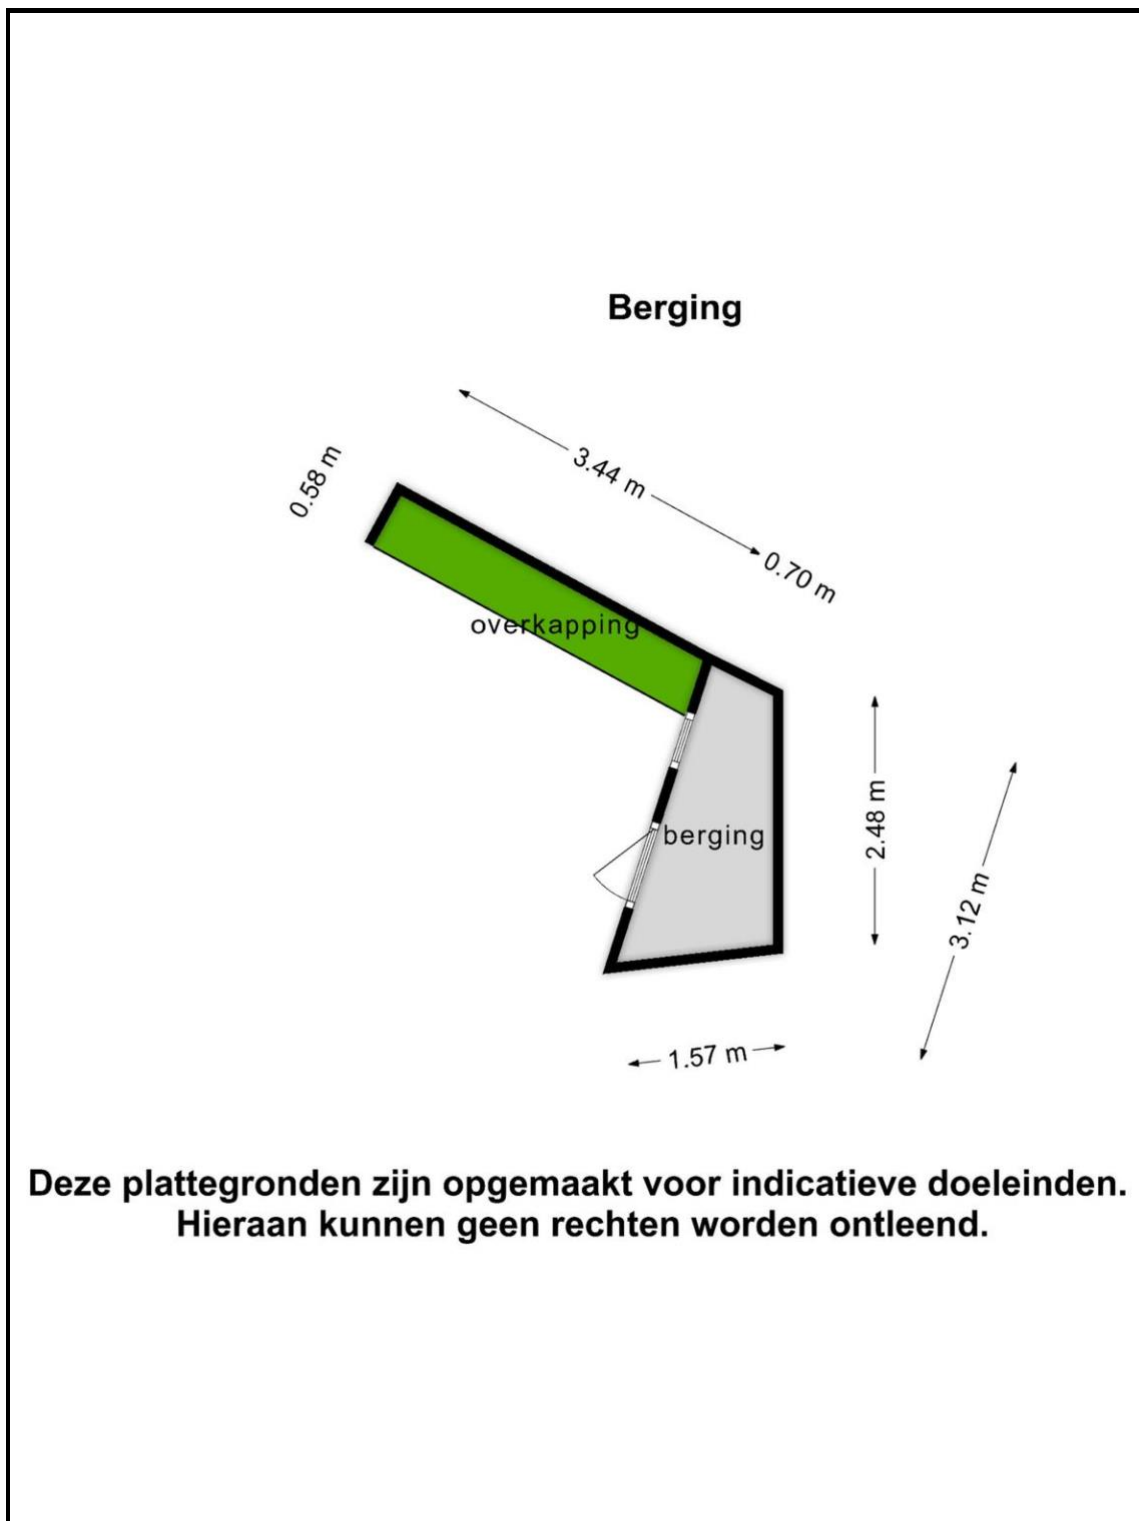 Berging
3.44 m
0.58 m
0.70 m
overkapping
berging
2.48 m
3.12 m
1.57 m
Deze plattegronden zijn opgemaakt voor indicatieve doeleinden.
Hieraan kunnen geen rechten worden ontleend.